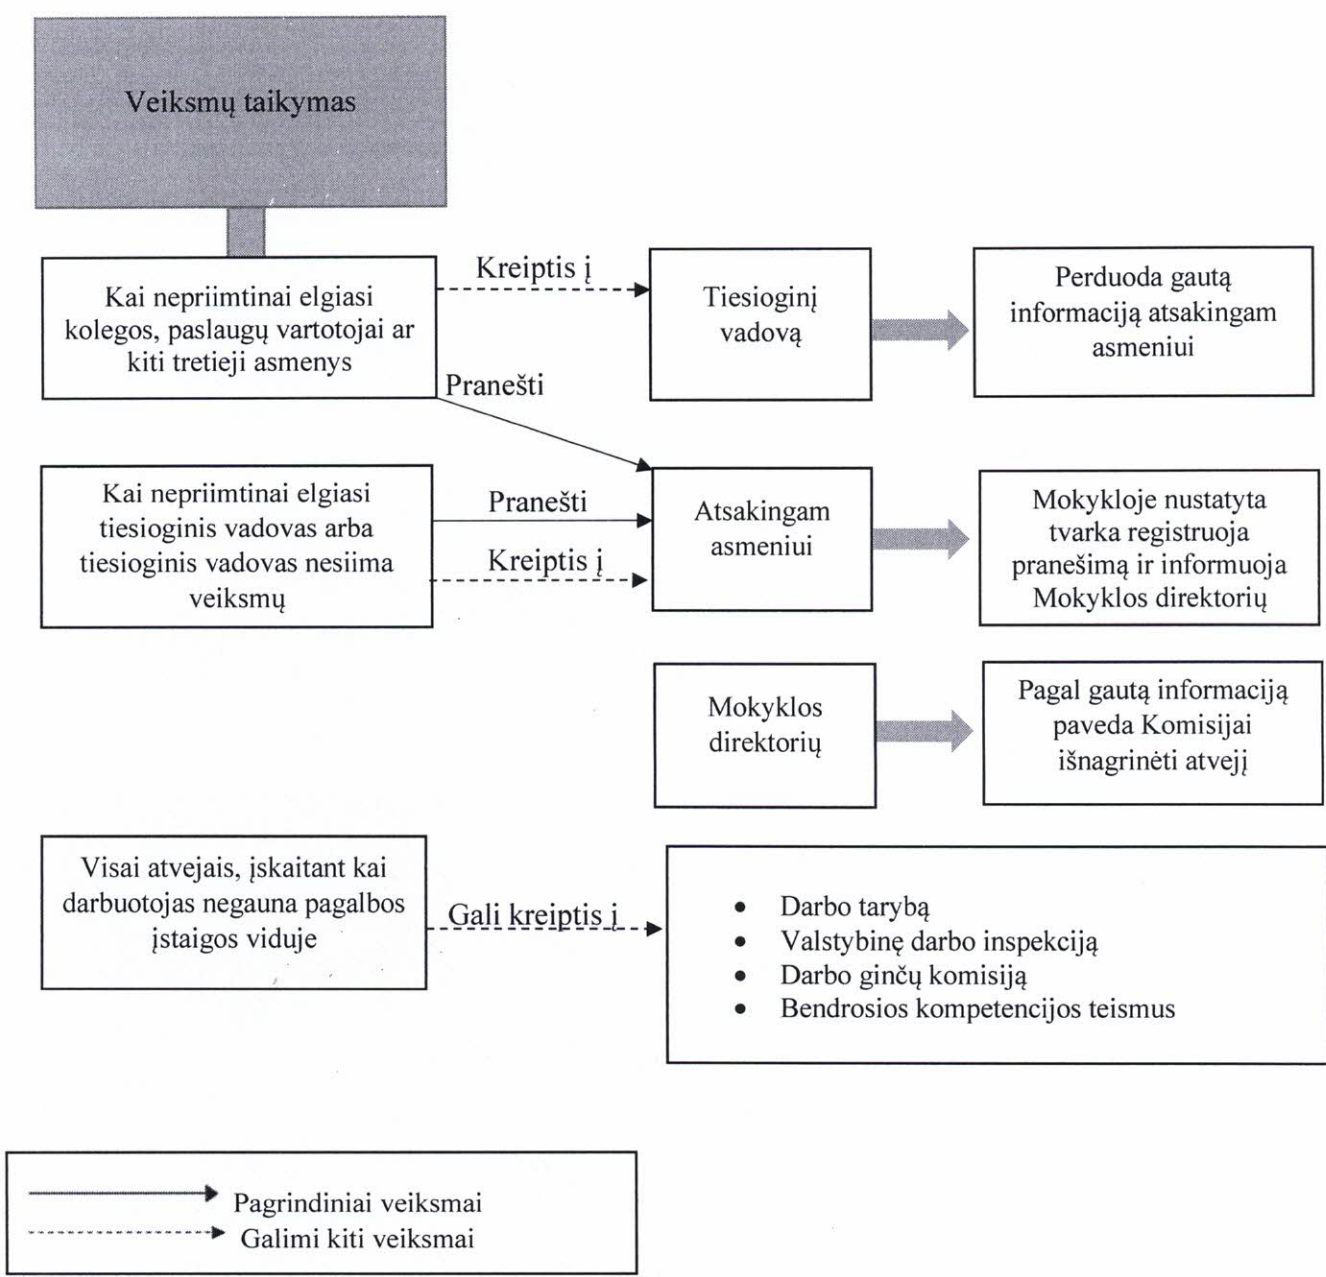 Veiksmų taikymas
Kai nepriimtinai elgiasi
kolegos, paslaugų vartotojai ar
kiti tretieji asmenys
Kreiptis į
Tiesioginį
vadovą
Perduoda gautą
informaciją atsakingam
asmeniui
Pranešti
Kai nepriimtinai elgiasi
tiesioginis vadovas arba
tiesioginis vadovas nesiima
veiksmų
Pranešti
Kreiptis į
Atsakingam
asmeniui
Mokykloje nustatyta
tvarka registruoja
pranešimą ir informuoja
Mokyklos direktorių
Mokyklos
direktorių
Pagal gautą informaciją
paveda Komisijai
išnagrinėti atvejį
Visai atvejais, įskaitant kai
darbuotojas negauna pagalbos
įstaigos viduje
Gali kreiptis į
• Darbo tarybą
• Valstybinę darbo inspekciją
• Darbo ginčų komisiją
• Bendrosios kompetencijos teismus
Pagrindiniai veiksmai
Galimi kiti veiksmai